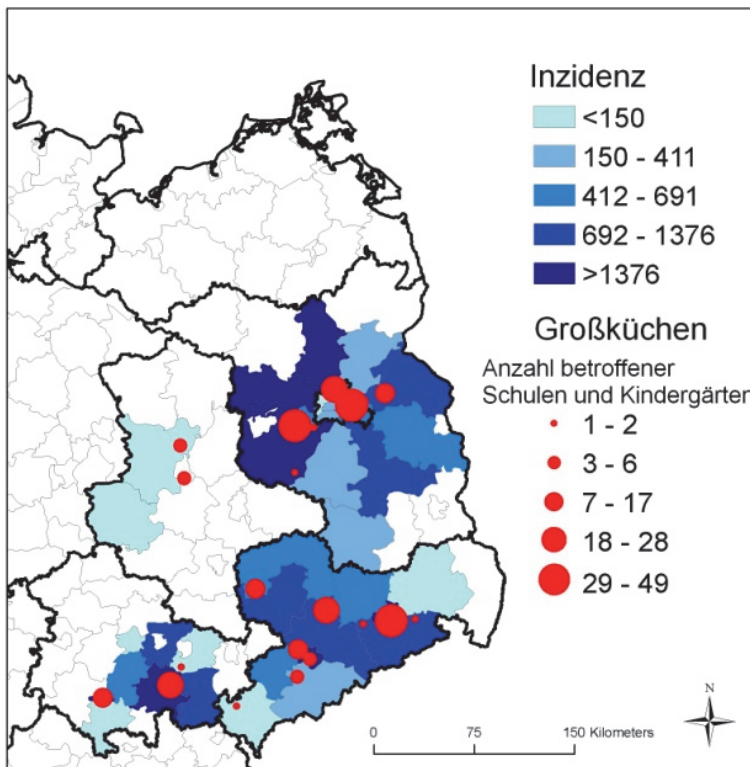 Inzidenz
<150
150 - 411
412 - 691
692 - 1376
>1376
Großküchen
Anzahl betroffener
Schulen und Kindergärten
1 - 2
3 - 6
7 - 17
18 - 28
29 - 49
N
0 75 150 Kilometers